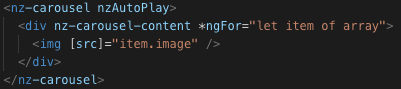 <nz-carousel nzAutoPlay>
  <div nz-carousel-content *ngFor="let item of array">
    <img [src]="item.image" />
  </div>
</nz-carousel>